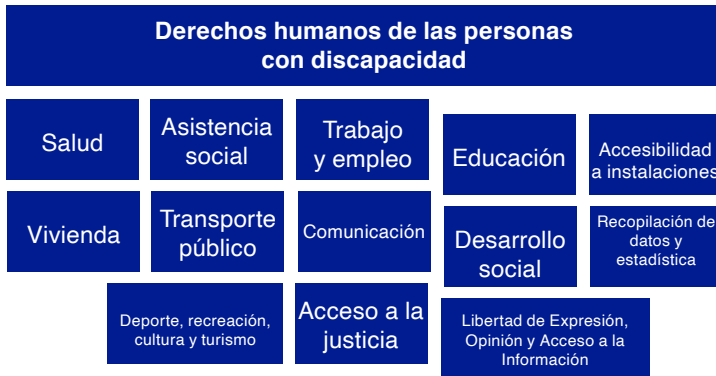 Derechos humanos de las personas
con discapacidad
Salud
Asistencia
social
Trabajo
y empleo
Educación
Accesibilidad
a instalaciones
Vivienda
Transporte
público
Comunicación
Desarrollo
social
Recopilación de
datos y
estadística
Deporte, recreación,
cultura y turismo
Acceso a la
justicia
Libertad de Expresión,
Opinión y Acceso a la
Información